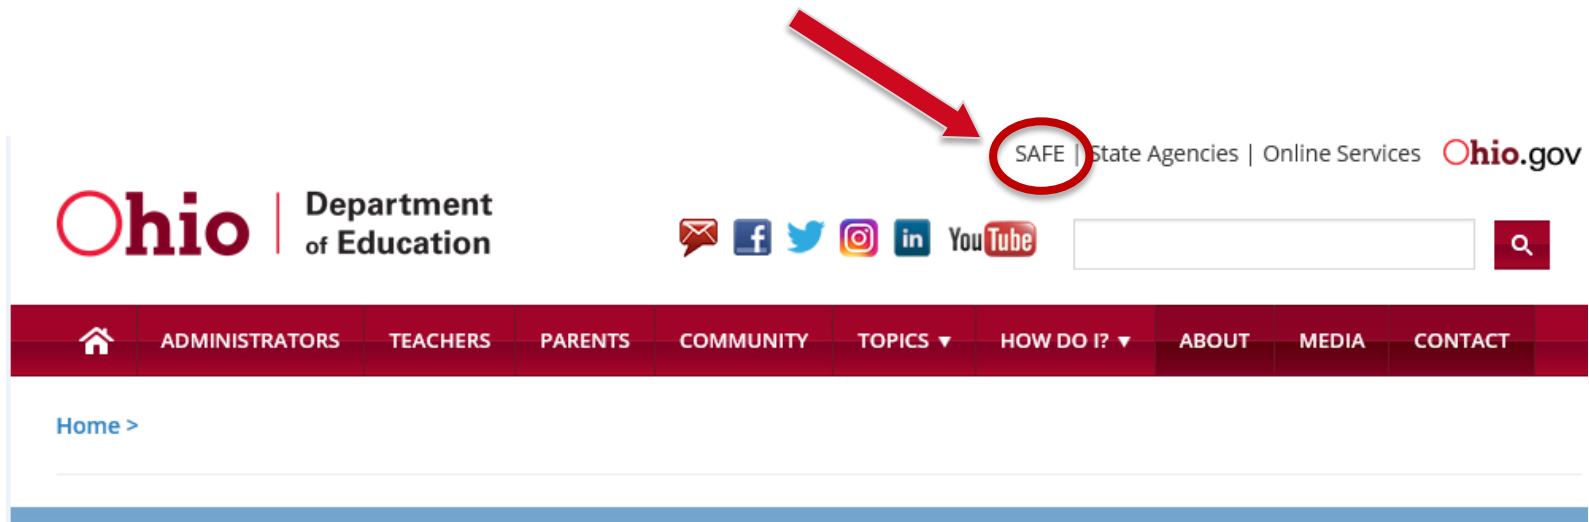 SAFE | State Agencies | Online Services Ohio.gov
Ohio | Department of Education
f in You Tube
ADMINISTRATORS TEACHERS PARENTS COMMUNITY TOPICS ▼ HOW DO I? ▼ ABOUT MEDIA CONTACT
Home >